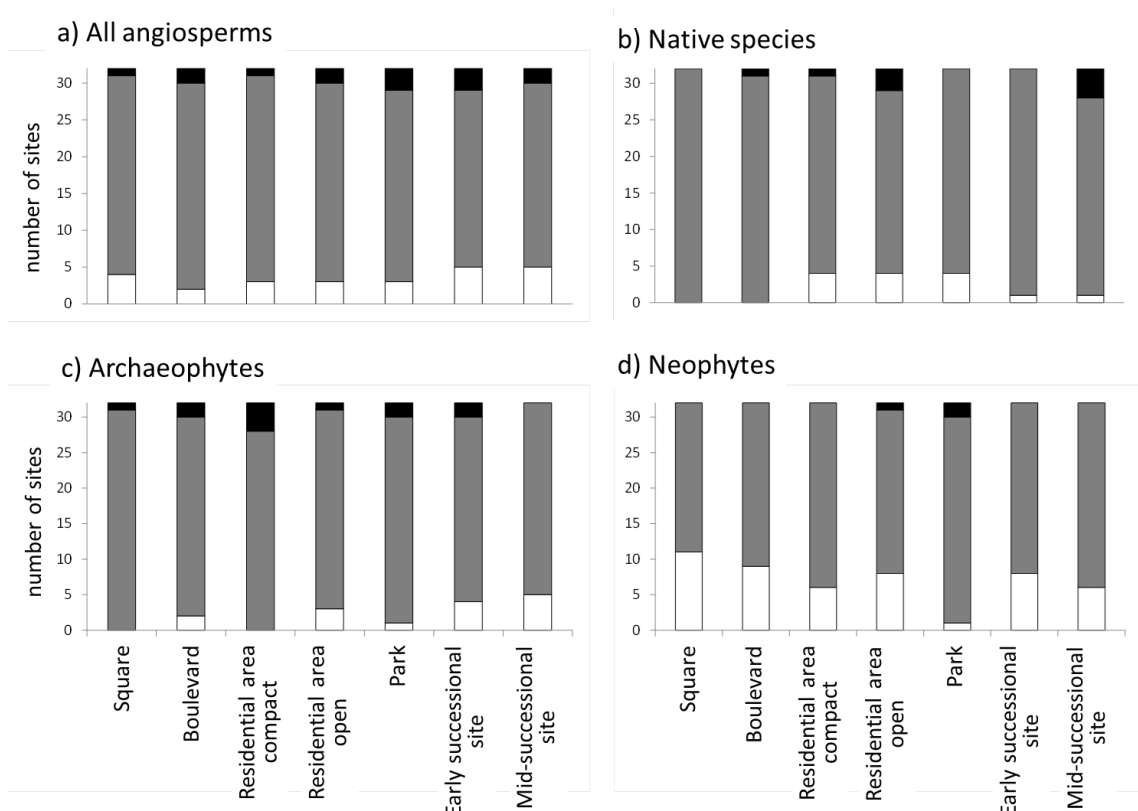 a) All angiosperms
number of sites
30
25
20
15
10
5
0
b) Native species
30
25
20
15
10
5
0
c) Archaeophytes
number of sites
30
25
20
15
10
5
0
Square
Boulevard
Residential area
compact
Residential area
open
Park
Early successional
site
Mid-successional
site
d) Neophytes
30
25
20
15
10
5
0
Square
Boulevard
Residential area
compact
Residential area
open
Park
Early successional
site
Mid-successional
site